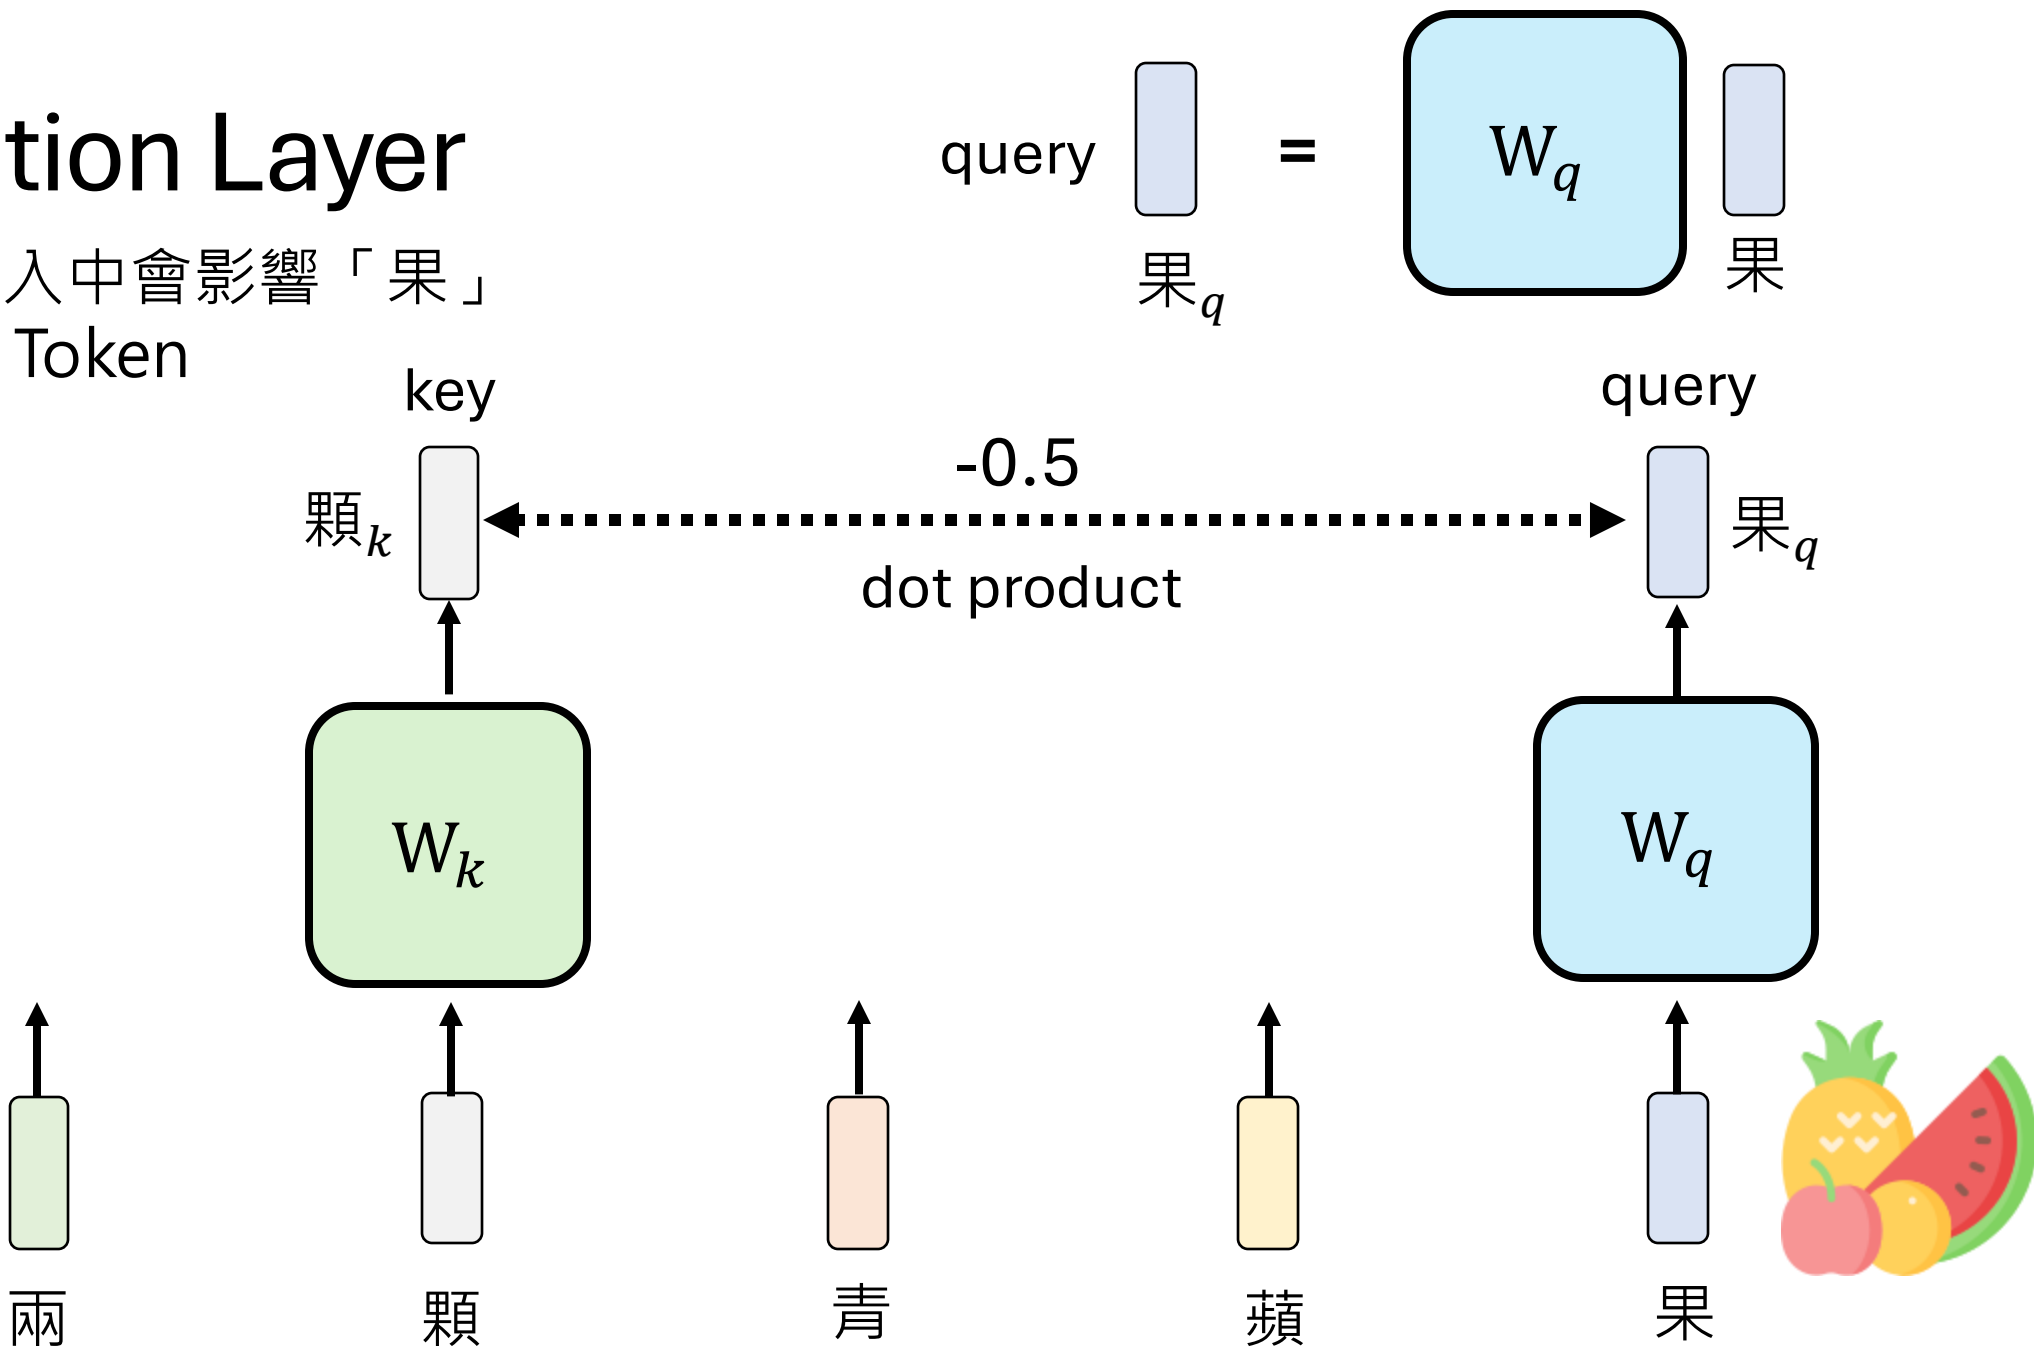 tion Layer
入中會影響「果」
Token
query
=
W_q
果_q
果
key
query
-0.5
顆_k
果_q
dot product
W_k
W_q
兩
顆
青
蘋
果